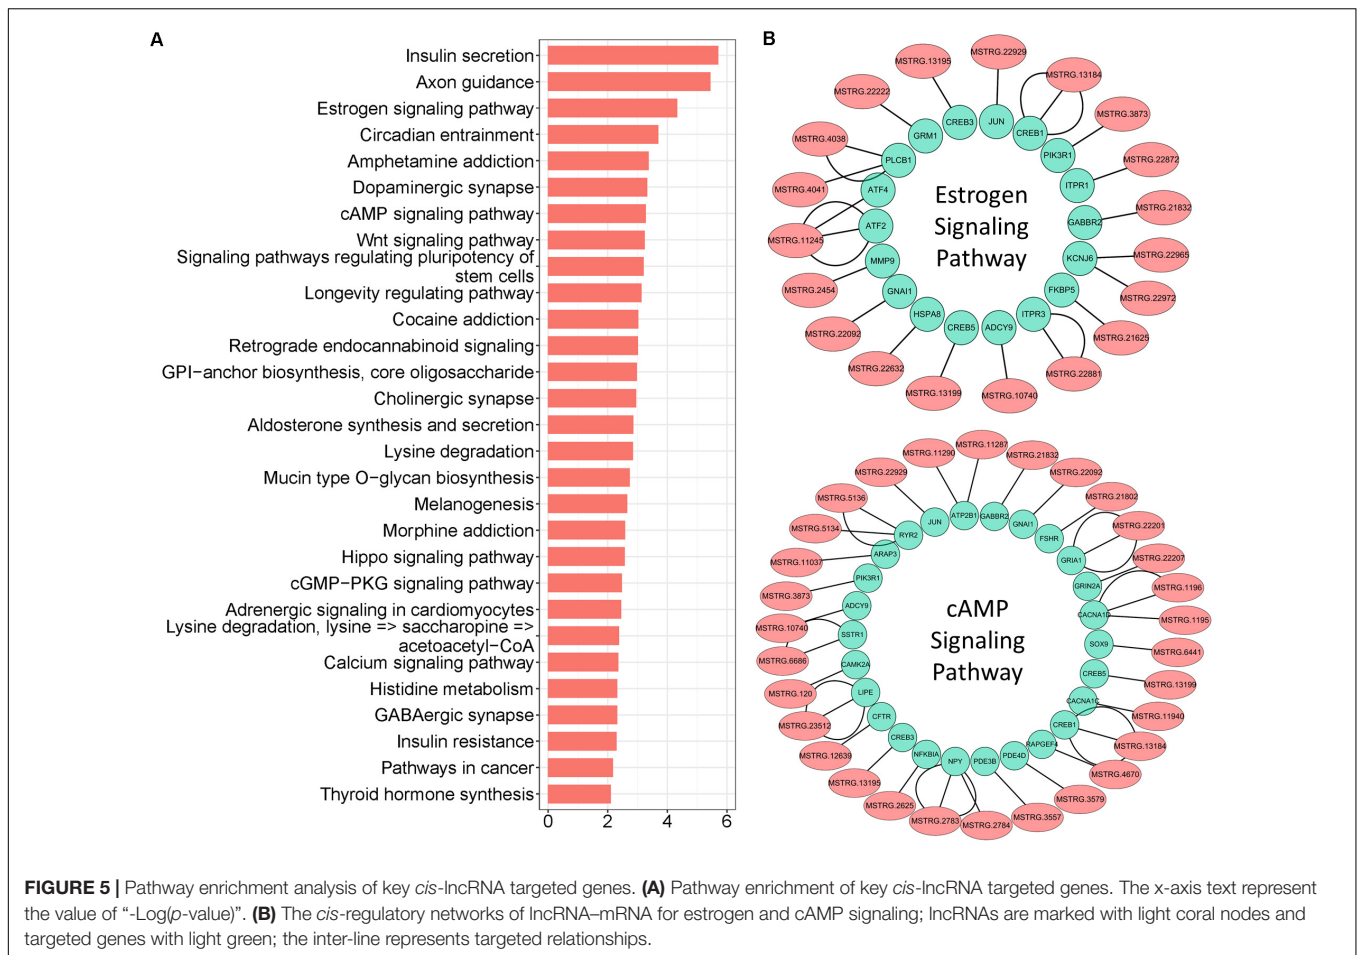 A
Insulin secretion
Axon guidance
Estrogen signaling pathway
Circadian entrainment
Amphetamine addiction
Dopaminergic synapse
cAMP signaling pathway
Wnt signaling pathway
Signaling pathways regulating pluripotency of
stem cells
Longevity regulating pathway
Cocaine addiction
Retrograde endocannabinoid signaling
GPI−anchor biosynthesis, core oligosaccharide
Cholinergic synapse
Aldosterone synthesis and secretion
Lysine degradation
Mucin type O−glycan biosynthesis
Melanogenesis
Morphine addiction
Hippo signaling pathway
cGMP−PKG signaling pathway
Adrenergic signaling in cardiomyocytes
Lysine degradation, lysine => saccharopine =>
acetoacetyl−CoA
Calcium signaling pathway
Histidine metabolism
GABAergic synapse
Insulin resistance
Pathways in cancer
Thyroid hormone synthesis
0 2 4 6
B
MSTRG.22929
MSTRG.13195
MSTRG.13184
MSTRG.22222
MSTRG.3873
MSTRG.4038
MSTRG.22872
MSTRG.4041
MSTRG.21832
MSTRG.11245
MSTRG.22965
MSTRG.2454
MSTRG.22972
MSTRG.22092
MSTRG.21625
MSTRG.22632
MSTRG.22881
MSTRG.13199
MSTRG.10740
CREB3
JUN
GRM1
CREB1
PLCB1
PIK3R1
ATF4
ITPR1
ATF2
GABBR2
MMP9
KCNJ6
GNAI1
FKBP5
HSPA8
ITPR3
CREB5
ADCY9
Estrogen
Signaling
Pathway
MSTRG.11287
MSTRG.11290
MSTRG.21832
MSTRG.22929
MSTRG.22092
MSTRG.5136
MSTRG.21802
MSTRG.5134
MSTRG.22201
MSTRG.11037
MSTRG.22207
MSTRG.3873
MSTRG.1196
MSTRG.10740
MSTRG.1195
MSTRG.6686
MSTRG.6441
MSTRG.120
MSTRG.13199
MSTRG.23512
MSTRG.11940
MSTRG.12639
MSTRG.13184
MSTRG.13195
MSTRG.4670
MSTRG.2625
MSTRG.3579
MSTRG.2783
MSTRG.2784
MSTRG.3557
ATP2B1
GABBR2
JUN
GNAI1
RYR2
FSHR
ARAP3
GRIA1
PIK3R1
GRIN2A
ADCY9
CACNA1D
SSTR1
SOX9
CAMK2A
CREB5
LIPE
CACNA1C
CFTR
CREB1
CREB3
RAPGEF4
NFKBIA
PDE4D
NPY
PDE3B
cAMP
Signaling
Pathway
FIGURE 5 | Pathway enrichment analysis of key cis-lncRNA targeted genes. (A) Pathway enrichment of key cis-lncRNA targeted genes. The x-axis text represent
the value of “-Log(p-value)”. (B) The cis-regulatory networks of lncRNA–mRNA for estrogen and cAMP signaling; lncRNAs are marked with light coral nodes and
targeted genes with light green; the inter-line represents targeted relationships.